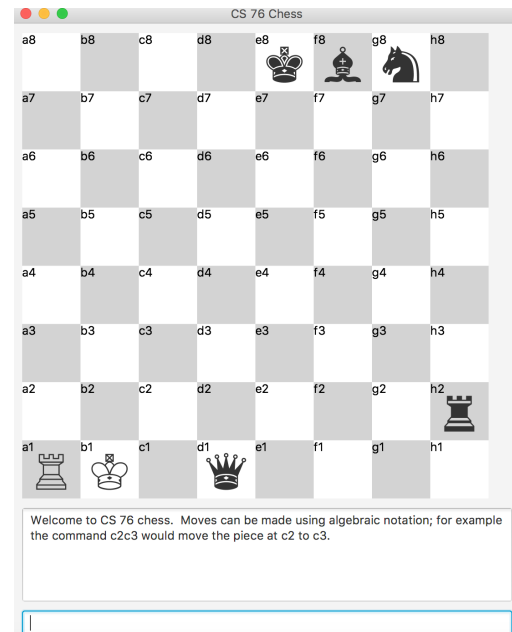 CS 76 Chess
a8 b8 c8 d8 e8 f8 g8 h8
a7 b7 c7 d7 e7 f7 g7 h7
a6 b6 c6 d6 e6 f6 g6 h6
a5 b5 c5 d5 e5 f5 g5 h5
a4 b4 c4 d4 e4 f4 g4 h4
a3 b3 c3 d3 e3 f3 g3 h3
a2 b2 c2 d2 e2 f2 g2 h2
a1 b1 c1 d1 e1 f1 g1 h1
Welcome to CS 76 chess.  Moves can be made using algebraic notation; for example
the command c2c3 would move the piece at c2 to c3.